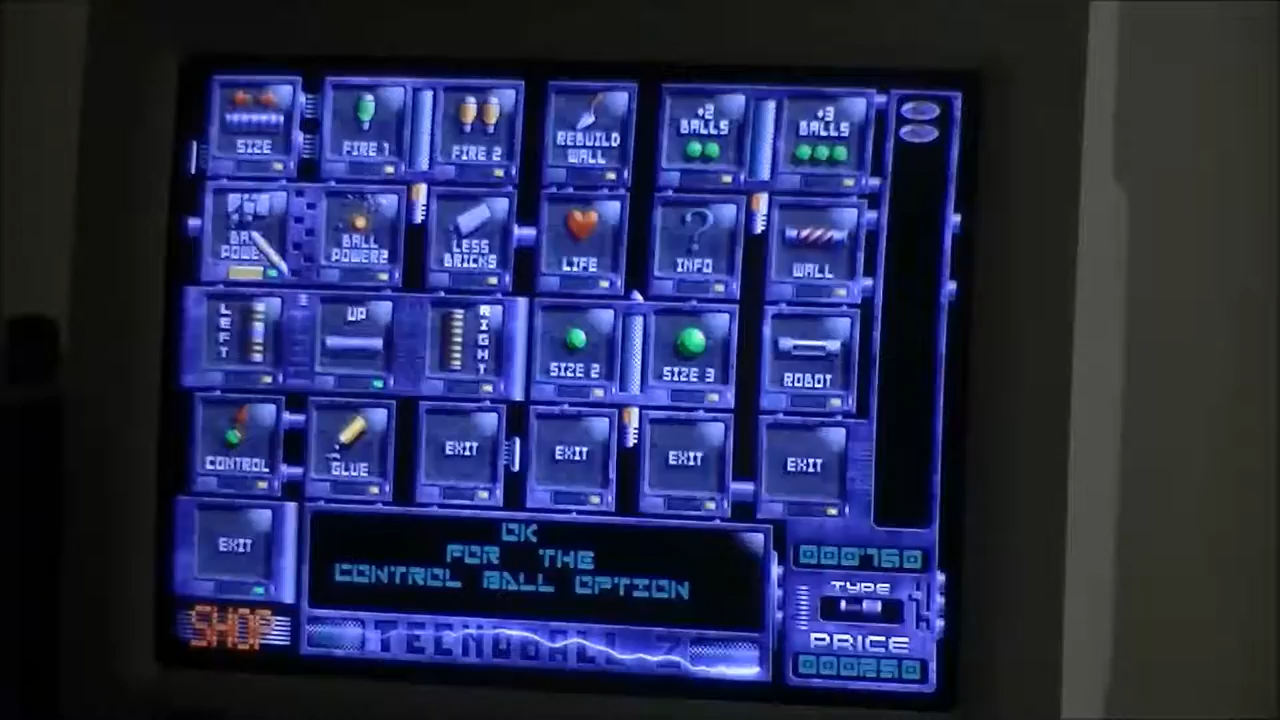 SIZE
FIRE 1
FIRE 2
REBUILD
WALL
+2
BALLS
+3
BALLS
BALL
POWER2
LESS
BRICKS
LIFE
INFO
WALL
LEFT
UP
RIGHT
SIZE 2
SIZE 3
ROBOT
CONTROL
GLUE
EXIT
EXIT
EXIT
EXIT
EXIT
OK
FOR THE
CONTROL BALL OPTION
000760
TYPE
PRICE
000250
SHOP
TECNOBALL Z